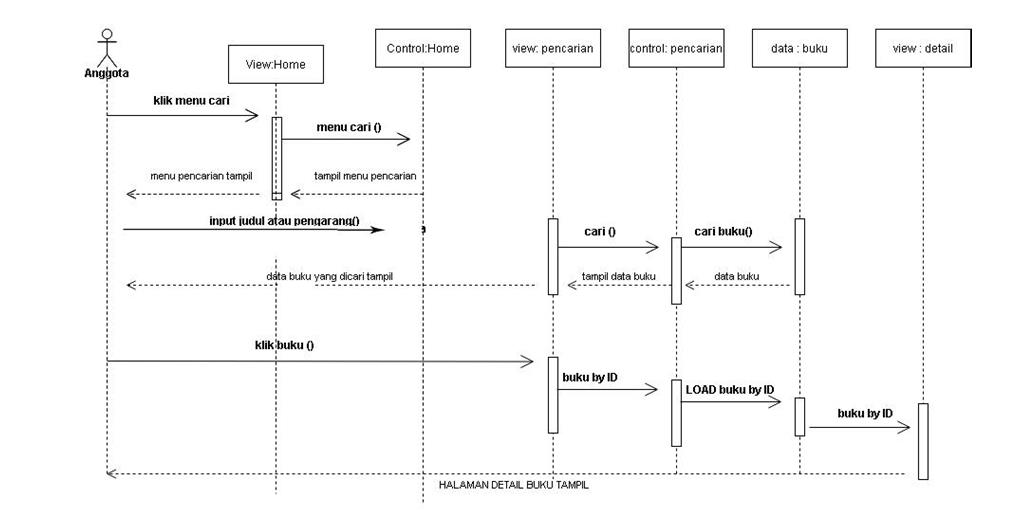 Anggota
View:Home
Control:Home
view: pencarian
control: pencarian
data : buku
view : detail
klik menu cari
menu cari ()
menu pencarian tampil
tampil menu pencarian
input judul atau pengarang()
cari ()
cari buku()
data buku yang dicari tampil
tampil data buku
data buku
klik buku ()
buku by ID
LOAD buku by ID
buku by ID
HALAMAN DETAIL BUKU TAMPIL